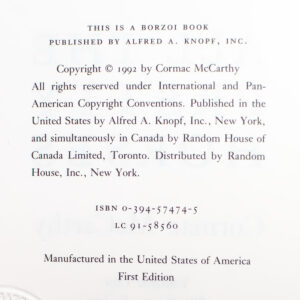 THIS IS A BORZOI BOOK
PUBLISHED BY ALFRED A. KNOPF, INC.
Copyright © 1992 by Cormac McCarthy
All rights reserved under International and Pan-
American Copyright Conventions. Published in the
United States by Alfred A. Knopf, Inc., New York,
and simultaneously in Canada by Random House of
Canada Limited, Toronto. Distributed by Random
House, Inc., New York.
ISBN 0-394-57474-5
LC 91-58560
Manufactured in the United States of America
First Edition